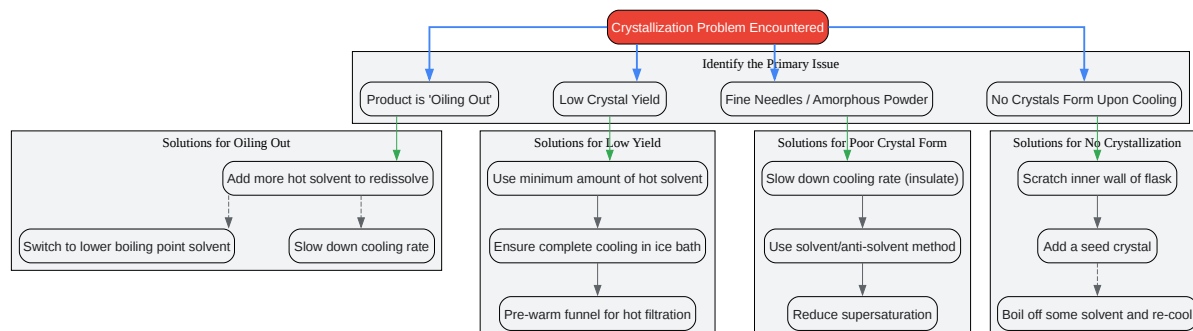 Crystallization Problem Encountered
Identify the Primary Issue
Product is 'Oiling Out'
Low Crystal Yield
Fine Needles / Amorphous Powder
No Crystals Form Upon Cooling
Solutions for Oiling Out
Add more hot solvent to redissolve
Switch to lower boiling point solvent
Slow down cooling rate
Solutions for Low Yield
Use minimum amount of hot solvent
Ensure complete cooling in ice bath
Pre-warm funnel for hot filtration
Solutions for Poor Crystal Form
Slow down cooling rate (insulate)
Use solvent/anti-solvent method
Reduce supersaturation
Solutions for No Crystallization
Scratch inner wall of flask
Add a seed crystal
Boil off some solvent and re-cool